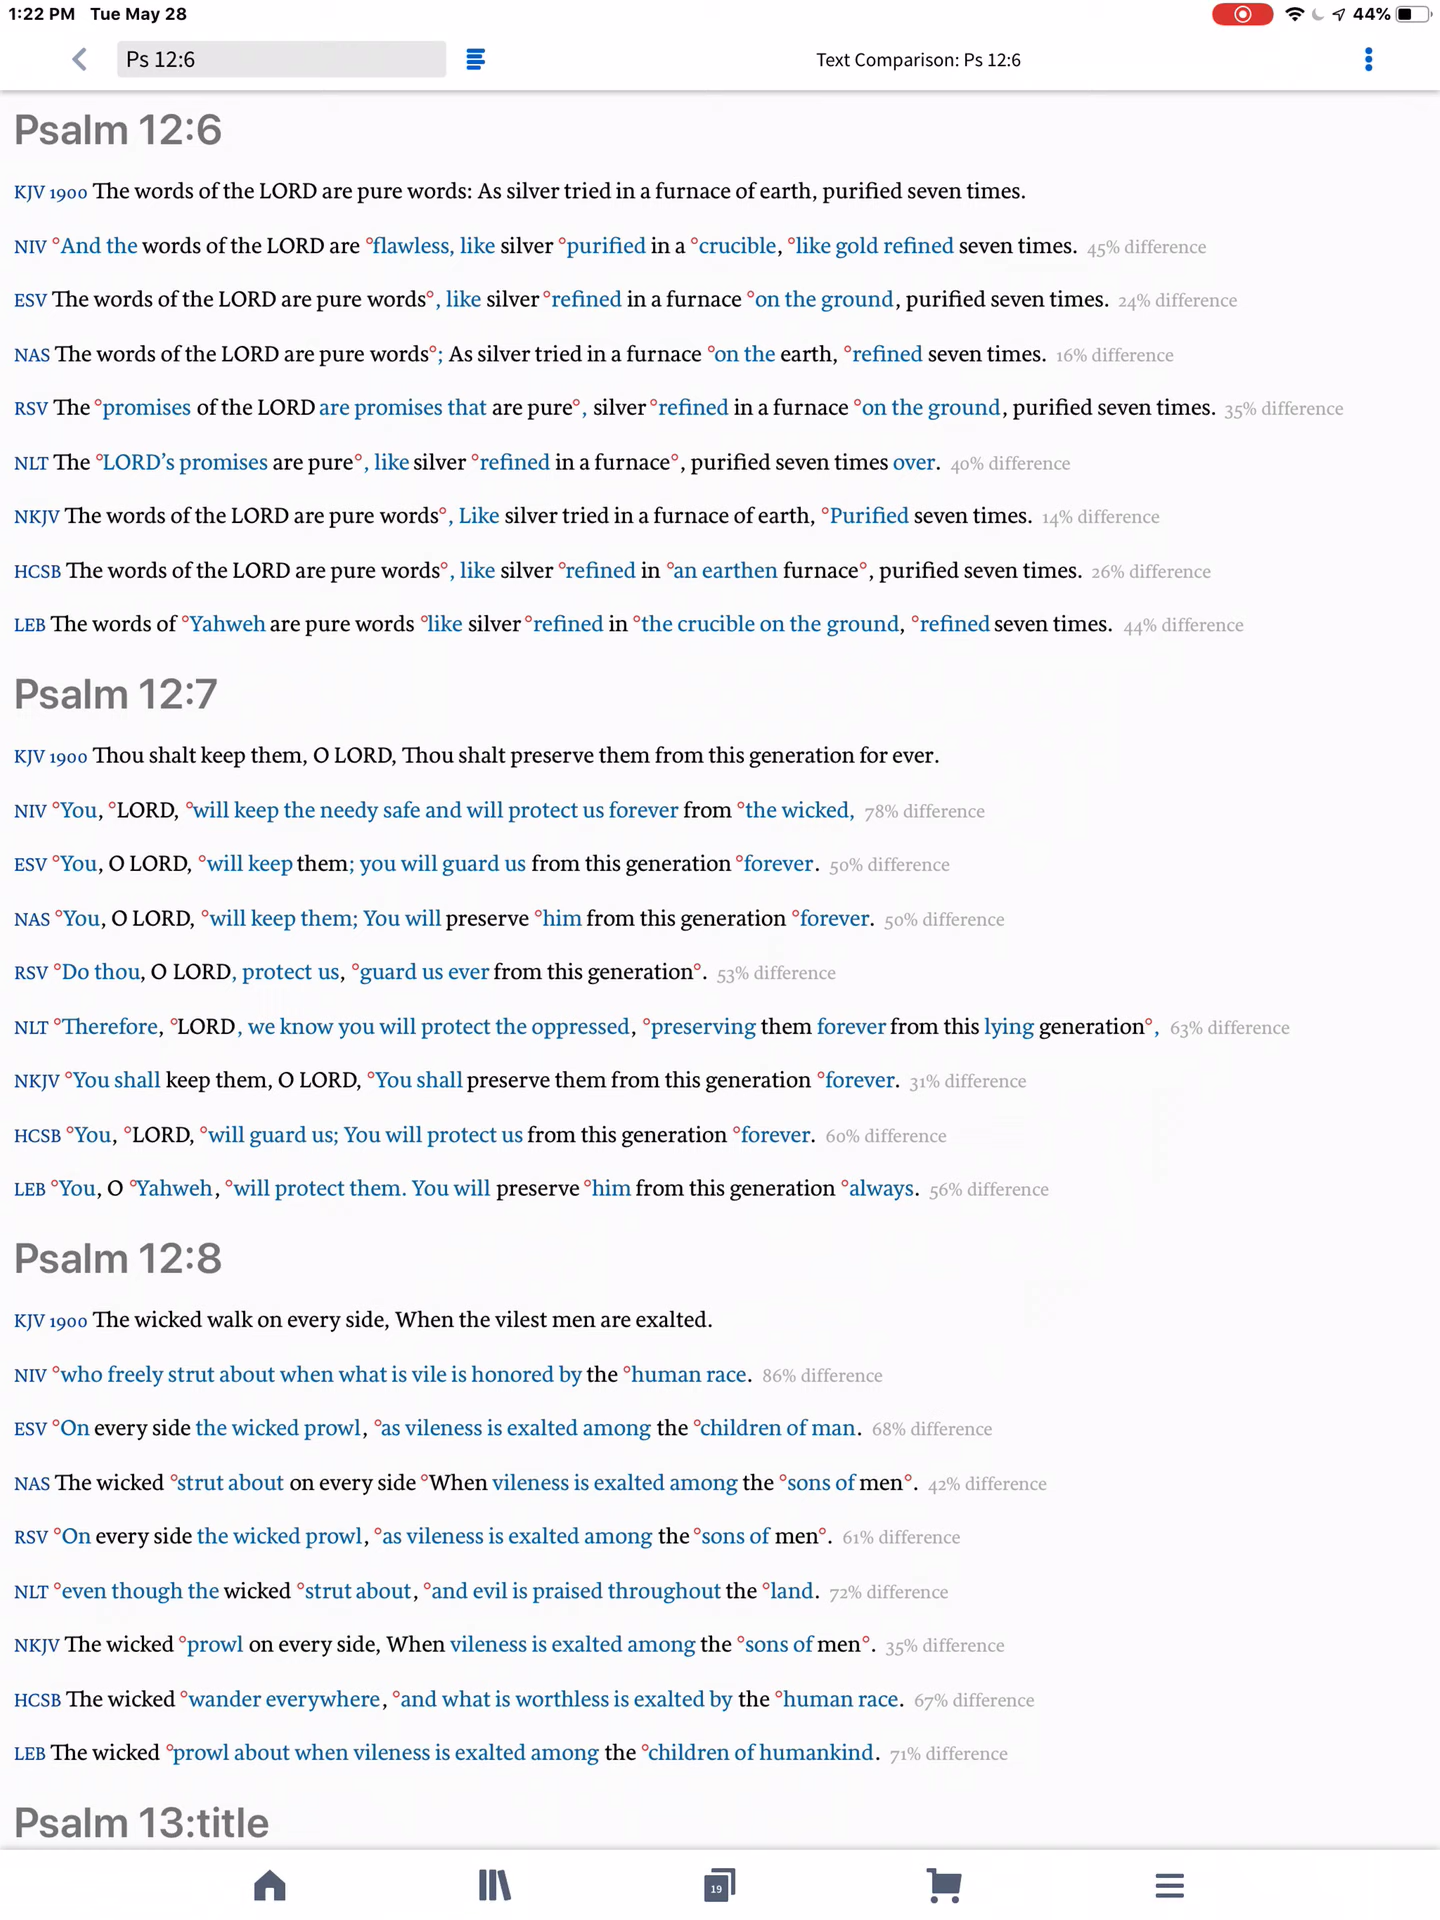 1:22 PM Tue May 28
44%
Ps 12:6
Text Comparison: Ps 12:6
Psalm 12:6
KJV 1900 The words of the LORD are pure words: As silver tried in a furnace of earth, purified seven times.
NIV °And the words of the LORD are °flawless, like silver °purified in a °crucible, °like gold refined seven times. 45% difference
ESV The words of the LORD are pure words°, like silver °refined in a furnace °on the ground, purified seven times. 24% difference
NAS The words of the LORD are pure words°; As silver tried in a furnace °on the earth, °refined seven times. 16% difference
RSV The °promises of the LORD are promises that are pure°, silver °refined in a furnace °on the ground, purified seven times. 35% difference
NLT The °LORD’s promises are pure°, like silver °refined in a furnace°, purified seven times over. 40% difference
NKJV The words of the LORD are pure words°, Like silver tried in a furnace of earth, °Purified seven times. 14% difference
HCSB The words of the LORD are pure words°, like silver °refined in °an earthen furnace°, purified seven times. 26% difference
LEB The words of °Yahweh are pure words °like silver °refined in °the crucible on the ground, °refined seven times. 44% difference
Psalm 12:7
KJV 1900 Thou shalt keep them, O LORD, Thou shalt preserve them from this generation for ever.
NIV °You, °LORD, °will keep the needy safe and will protect us forever from °the wicked, 78% difference
ESV °You, O LORD, °will keep them; you will guard us from this generation °forever. 50% difference
NAS °You, O LORD, °will keep them; You will preserve °him from this generation °forever. 50% difference
RSV °Do thou, O LORD, protect us, °guard us ever from this generation°. 53% difference
NLT °Therefore, °LORD, we know you will protect the oppressed, °preserving them forever from this lying generation°, 63% difference
NKJV °You shall keep them, O LORD, °You shall preserve them from this generation °forever. 31% difference
HCSB °You, °LORD, °will guard us; You will protect us from this generation °forever. 60% difference
LEB °You, O °Yahweh, °will protect them. You will preserve °him from this generation °always. 56% difference
Psalm 12:8
KJV 1900 The wicked walk on every side, When the vilest men are exalted.
NIV °who freely strut about when what is vile is honored by the °human race. 86% difference
ESV °On every side the wicked prowl, °as vileness is exalted among the °children of man. 68% difference
NAS The wicked °strut about on every side °When vileness is exalted among the °sons of men°. 42% difference
RSV °On every side the wicked prowl, °as vileness is exalted among the °sons of men°. 61% difference
NLT °even though the wicked °strut about, °and evil is praised throughout the °land. 72% difference
NKJV The wicked °prowl on every side, When vileness is exalted among the °sons of men°. 35% difference
HCSB The wicked °wander everywhere, °and what is worthless is exalted by the °human race. 67% difference
LEB The wicked °prowl about when vileness is exalted among the °children of humankind. 71% difference
Psalm 13:title
19